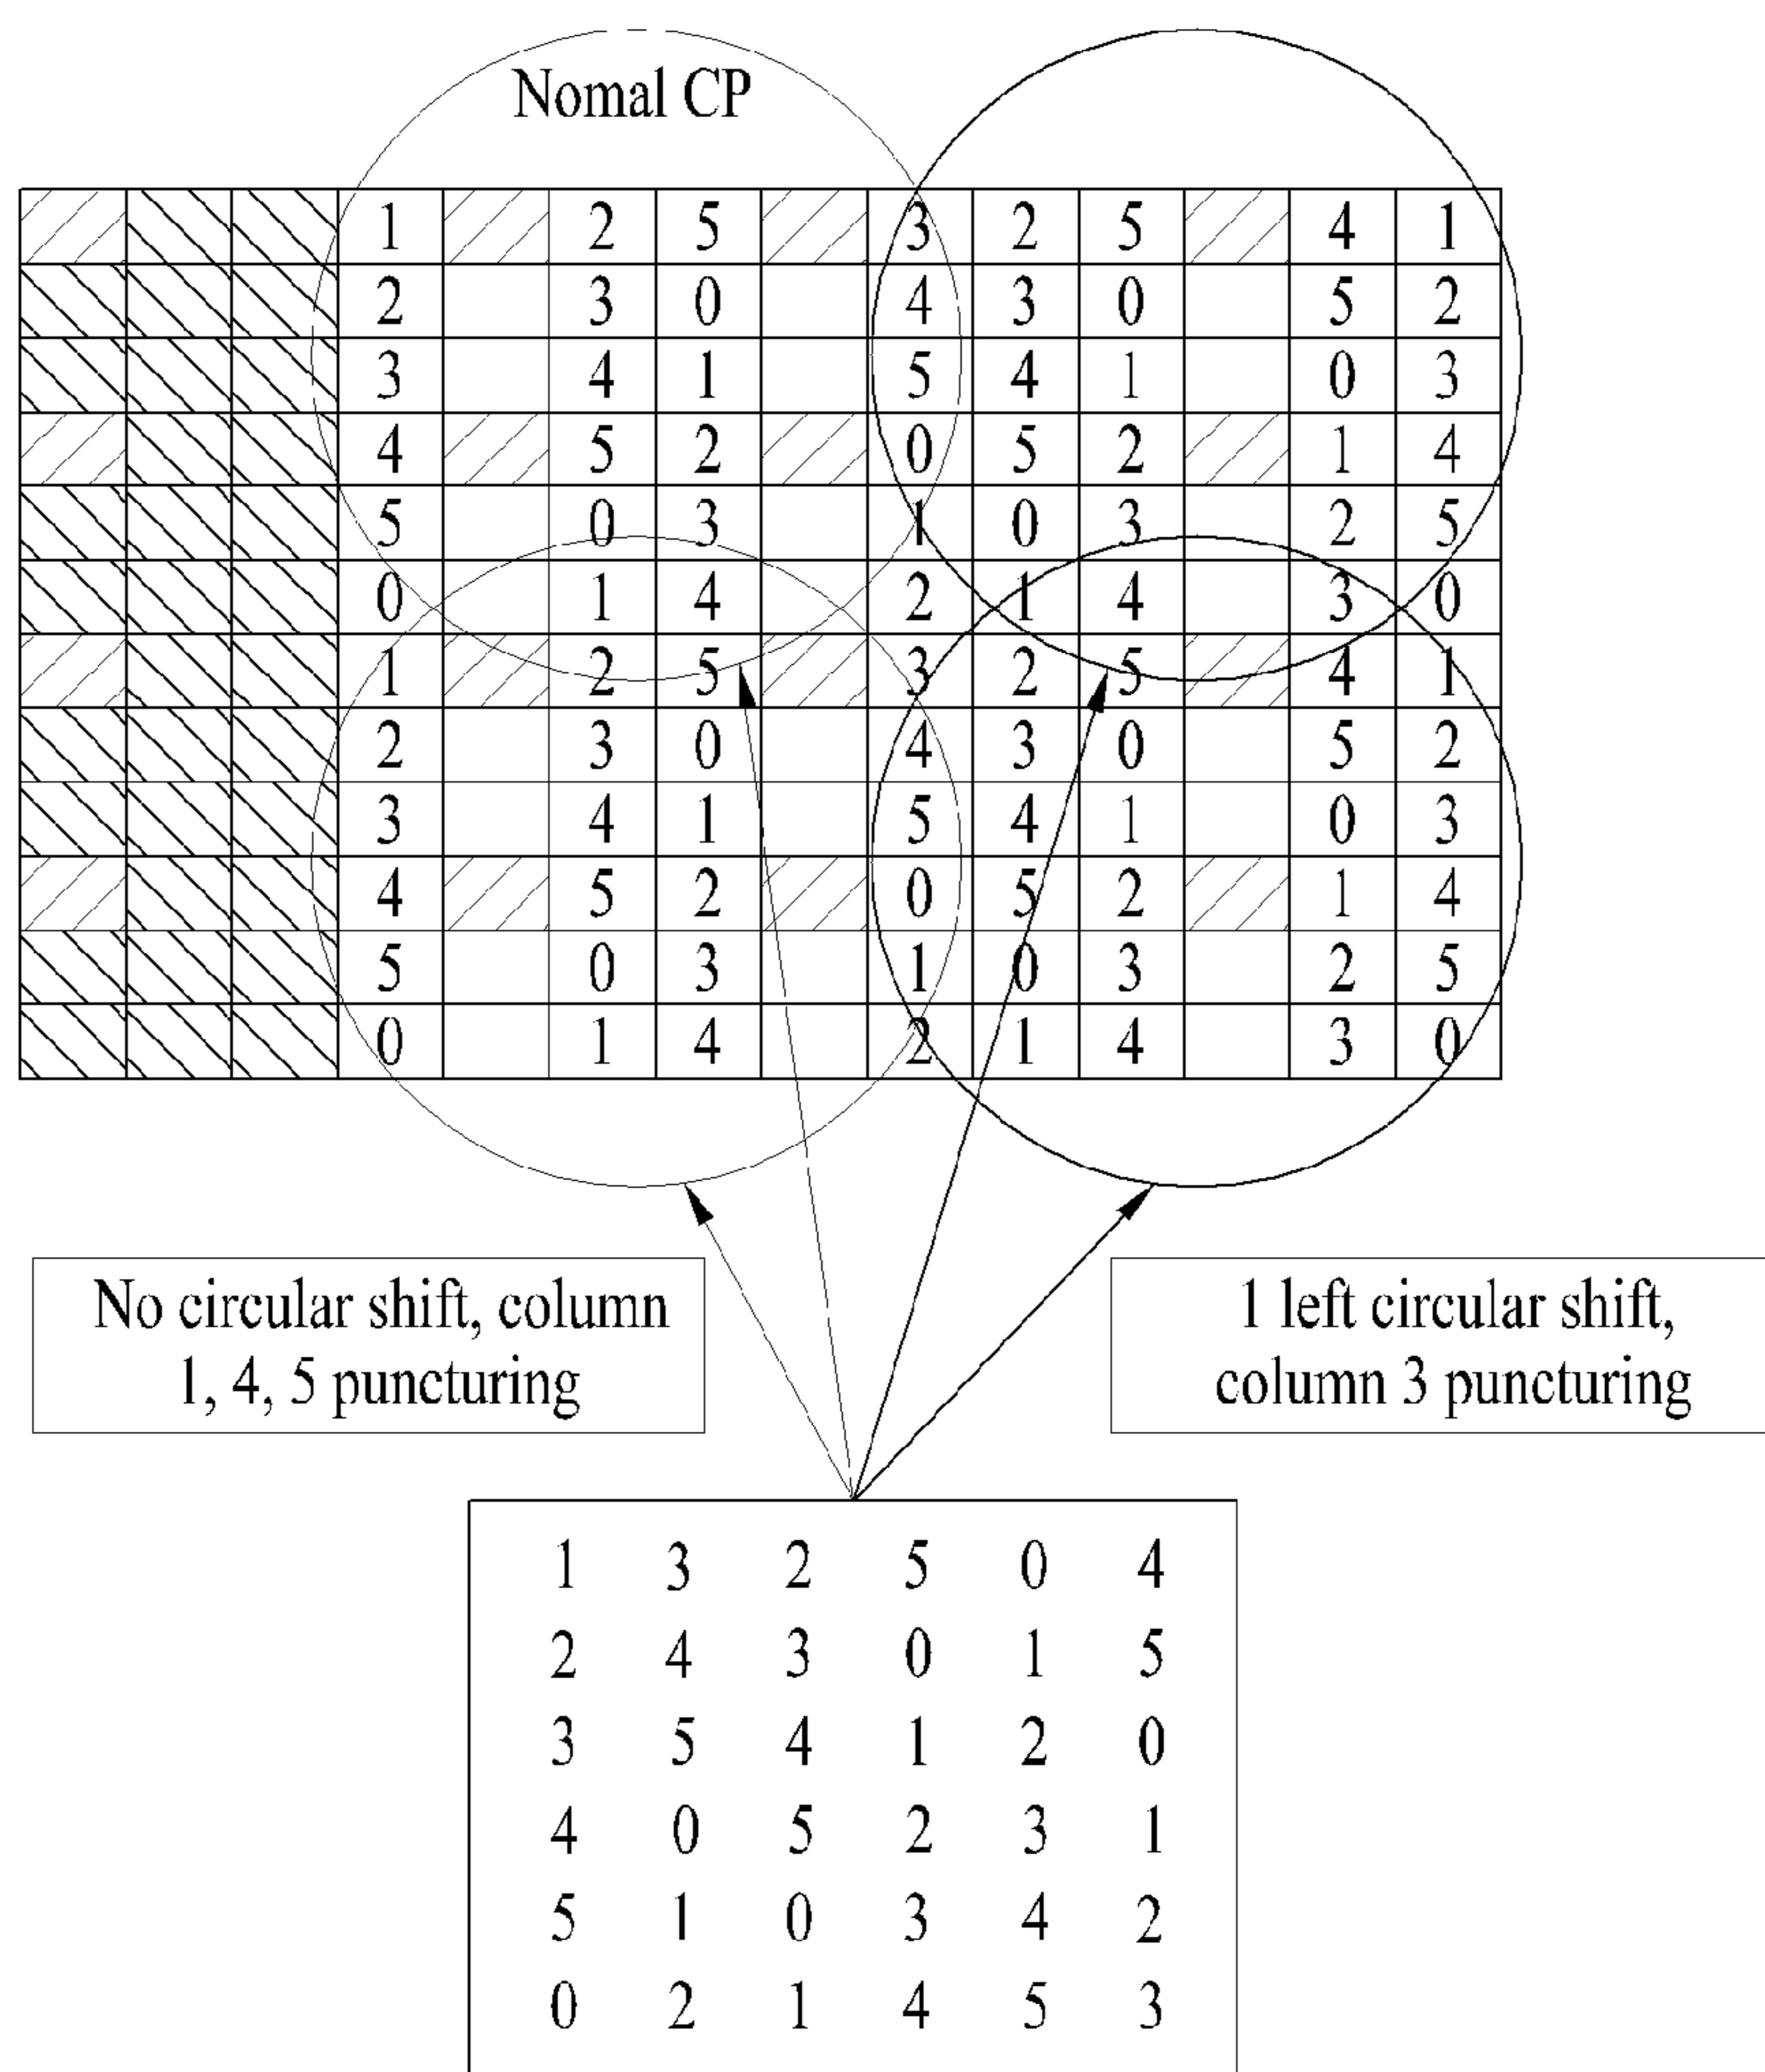 Nomal CP
1 2 5 3 2 5 4 1
2 3 0 4 3 0 5 2
3 4 1 5 4 1 0 3
4 5 2 0 5 2 1 4
5 0 3 1 0 3 2 5
0 1 4 2 1 4 3 0
1 2 5 3 2 5 4 1
2 3 0 4 3 0 5 2
3 4 1 5 4 1 0 3
4 5 2 0 5 2 1 4
5 0 3 1 0 3 2 5
0 1 4 2 1 4 3 0
No circular shift, column
1, 4, 5 puncturing
1 left circular shift,
column 3 puncturing
1 3 2 5 0 4
2 4 3 0 1 5
3 5 4 1 2 0
4 0 5 2 3 1
5 1 0 3 4 2
0 2 1 4 5 3